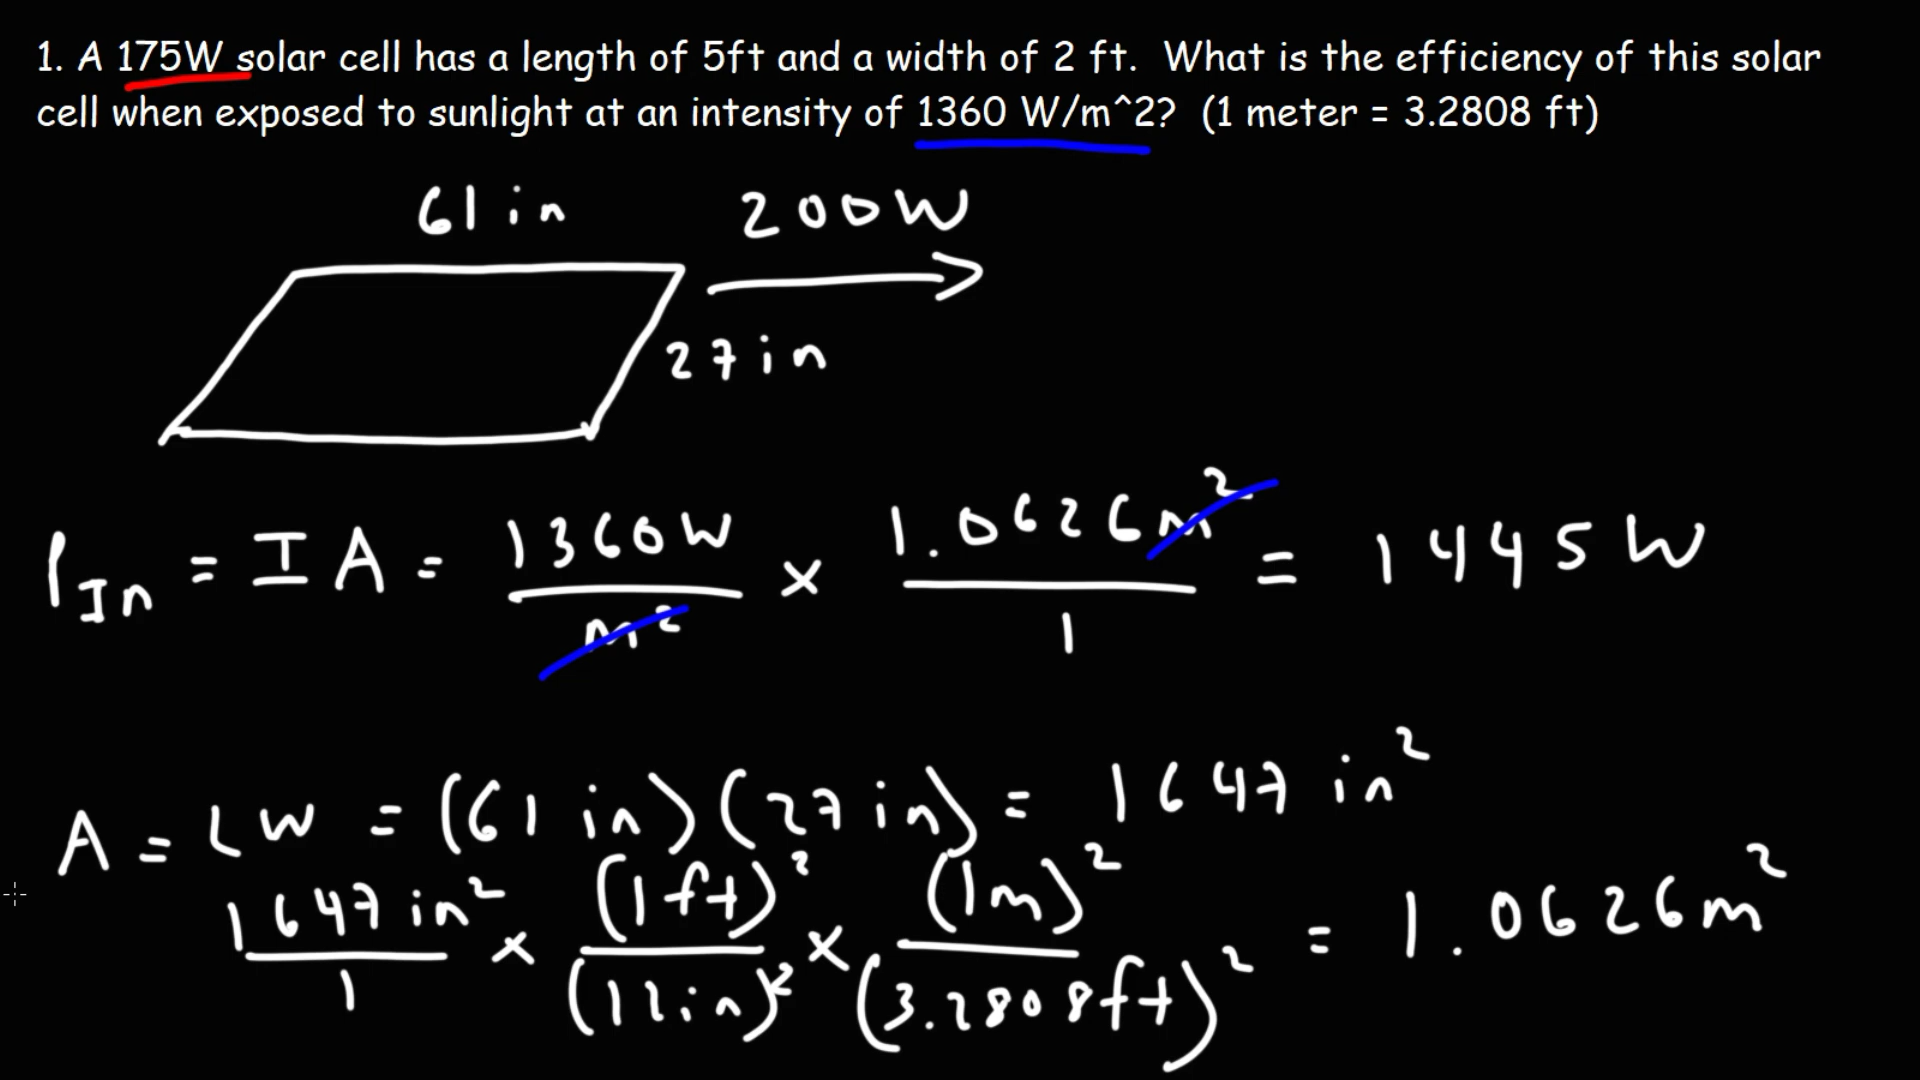 1. A 175W solar cell has a length of 5ft and a width of 2 ft.  What is the efficiency of this solar
cell when exposed to sunlight at an intensity of 1360 W/m^2?  (1 meter = 3.2808 ft)
61 in
200W
27 in
P_In = I A = 1360W/m² × 1.0626m²/1 = 1445W
A = LW = (61 in)(27 in) = 1647 in²
1647 in²/1 × (1 ft)²/(12in)² × (1m)²/(3.2808ft)² = 1.0626m²